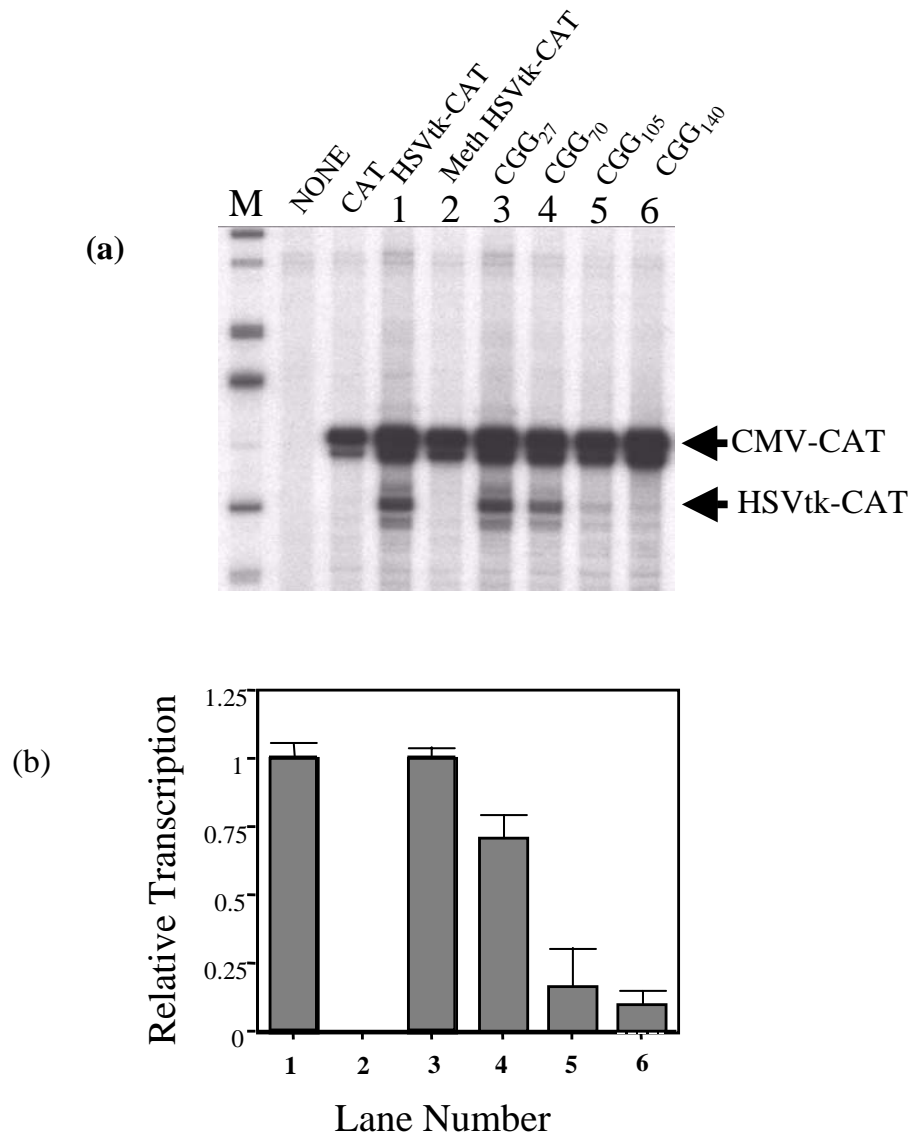 NONE
CAT
HSVtk-CAT
Meth HSVtk-CAT
CGG27
CGG70
CGG105
CGG140
M 1 2 3 4 5 6
(a)
CMV-CAT
HSVtk-CAT
(b)
Relative Transcription
1.25
1
0.75
0.5
0.25
0
1 2 3 4 5 6
Lane Number